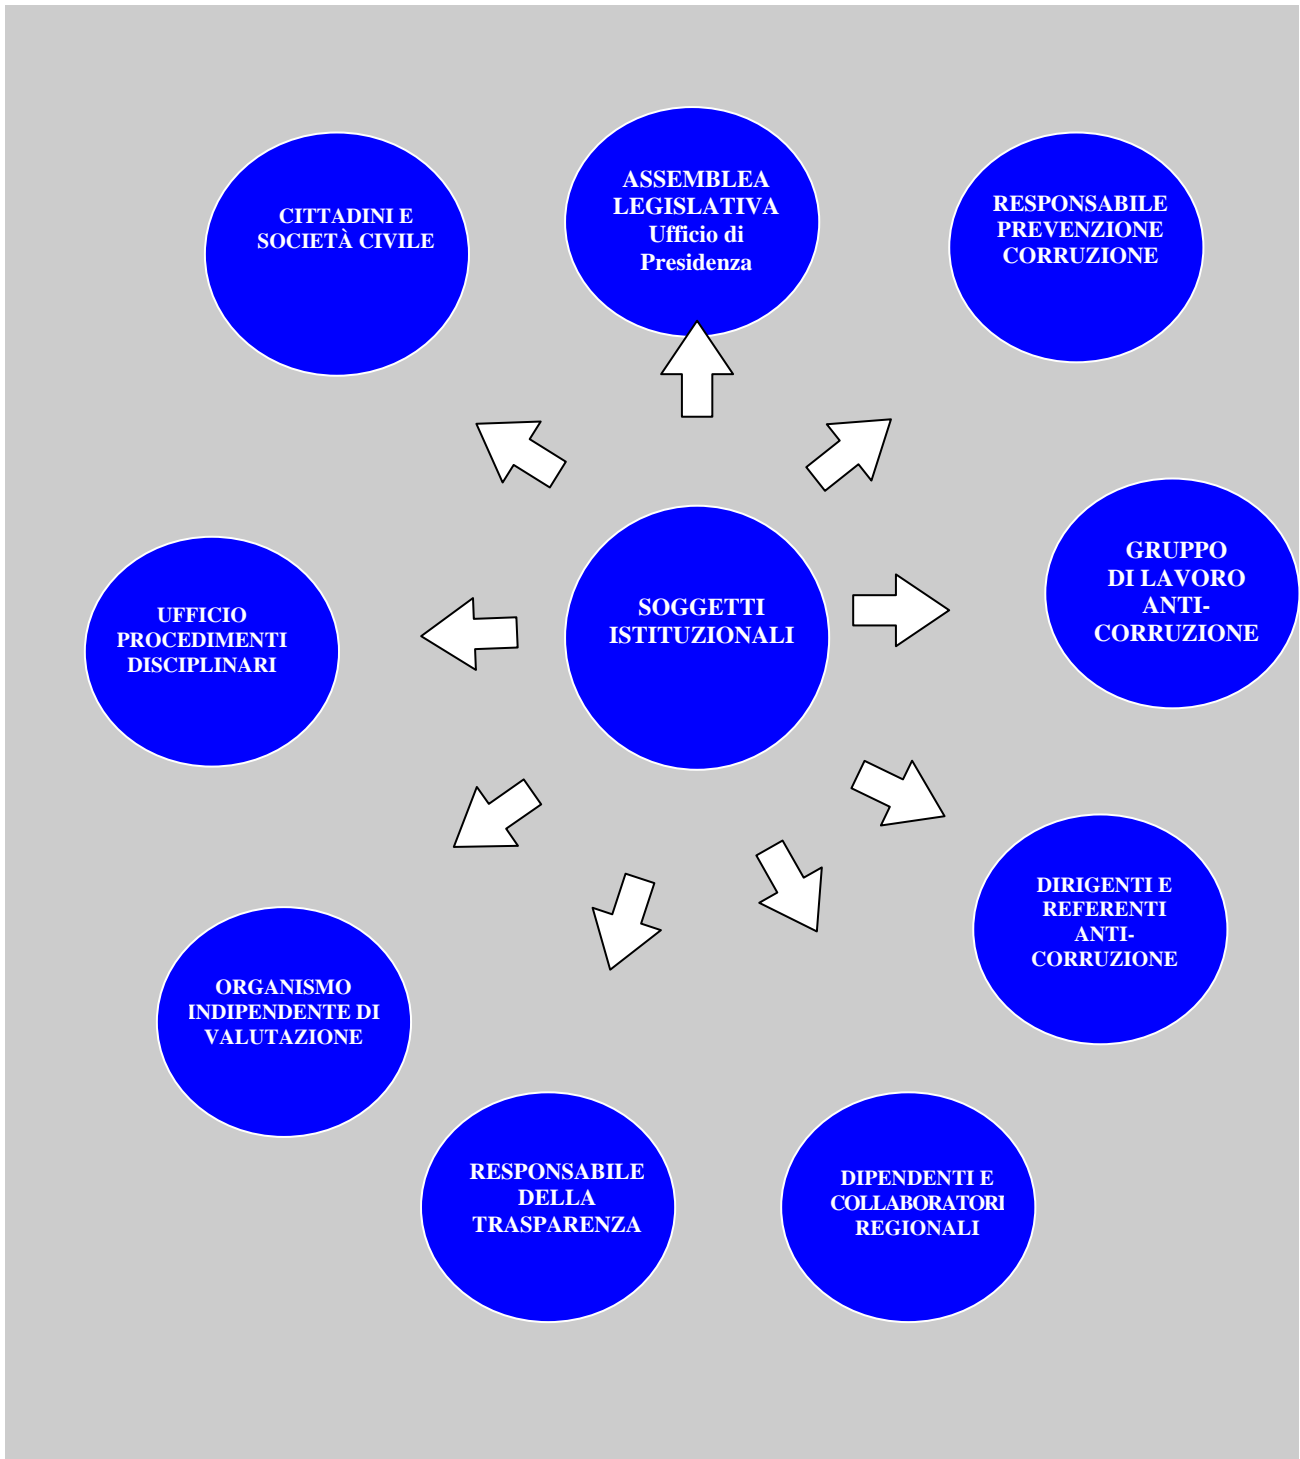 CITTADINI E
SOCIETÀ CIVILE
ASSEMBLEA
LEGISLATIVA
Ufficio di
Presidenza
RESPONSABILE
PREVENZIONE
CORRUZIONE
UFFICIO
PROCEDIMENTI
DISCIPLINARI
SOGGETTI
ISTITUZIONALI
GRUPPO
DI LAVORO
ANTI-
CORRUZIONE
ORGANISMO
INDIPENDENTE DI
VALUTAZIONE
DIRIGENTI E
REFERENTI
ANTI-
CORRUZIONE
RESPONSABILE
DELLA
TRASPARENZA
DIPENDENTI E
COLLABORATORI
REGIONALI